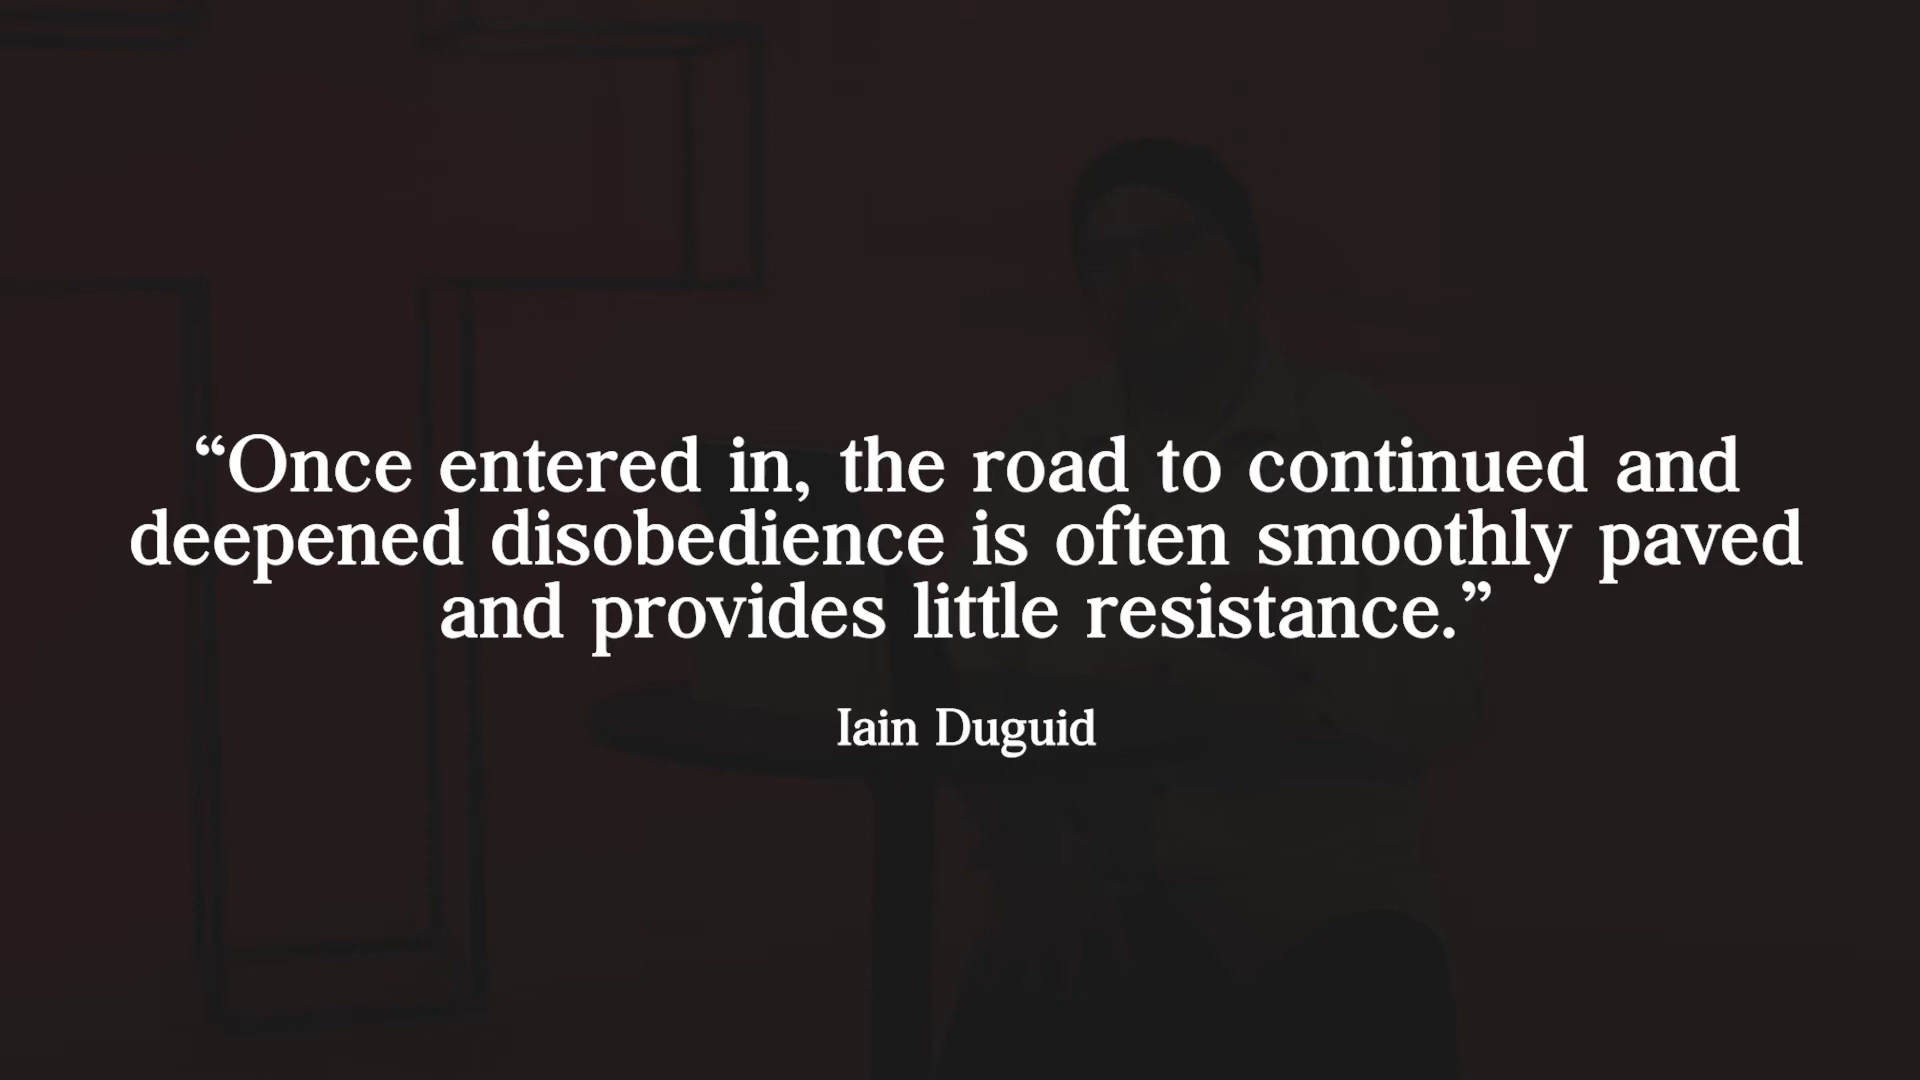 “Once entered in, the road to continued and
deepened disobedience is often smoothly paved
and provides little resistance.”
Iain Duguid